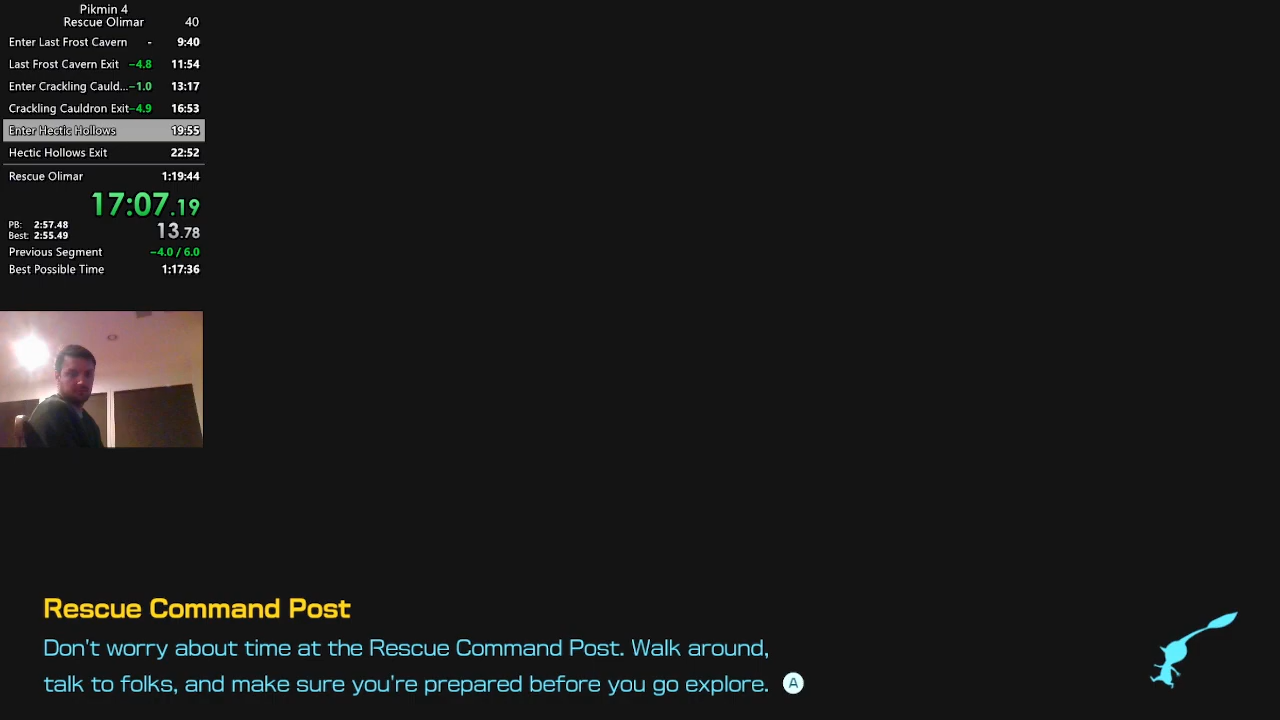 Pikmin 4
Rescue Olimar 40
Enter Last Frost Cavern - 9:40
Last Frost Cavern Exit −4.8 11:54
Enter Crackling Cauld... −1.0 13:17
Crackling Cauldron Exit −4.9 16:53
Enter Hectic Hollows 19:55
Hectic Hollows Exit 22:52
Rescue Olimar 1:19:44
17:07.19
PB: 2:57.48
Best: 2:55.49
13.78
Previous Segment −4.0 / 6.0
Best Possible Time 1:17:36
Rescue Command Post
Don't worry about time at the Rescue Command Post. Walk around,
talk to folks, and make sure you're prepared before you go explore. A